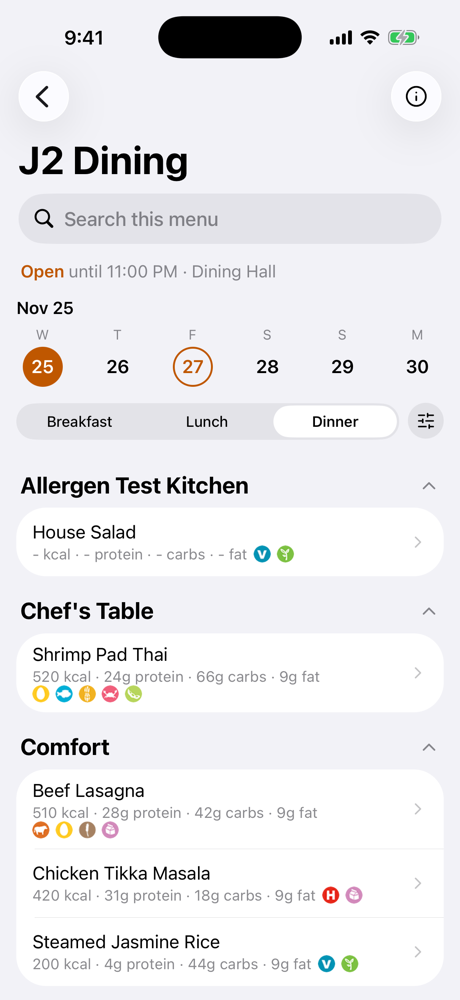 9:41
J2 Dining
Search this menu
Open until 11:00 PM · Dining Hall
Nov 25
W T F S S M
25 26 27 28 29 30
Breakfast Lunch Dinner
Allergen Test Kitchen
House Salad
- kcal · - protein · - carbs · - fat V
Chef's Table
Shrimp Pad Thai
520 kcal · 24g protein · 66g carbs · 9g fat
Comfort
Beef Lasagna
510 kcal · 28g protein · 42g carbs · 9g fat
Chicken Tikka Masala
420 kcal · 31g protein · 18g carbs · 9g fat H
Steamed Jasmine Rice
200 kcal · 4g protein · 44g carbs · 9g fat V